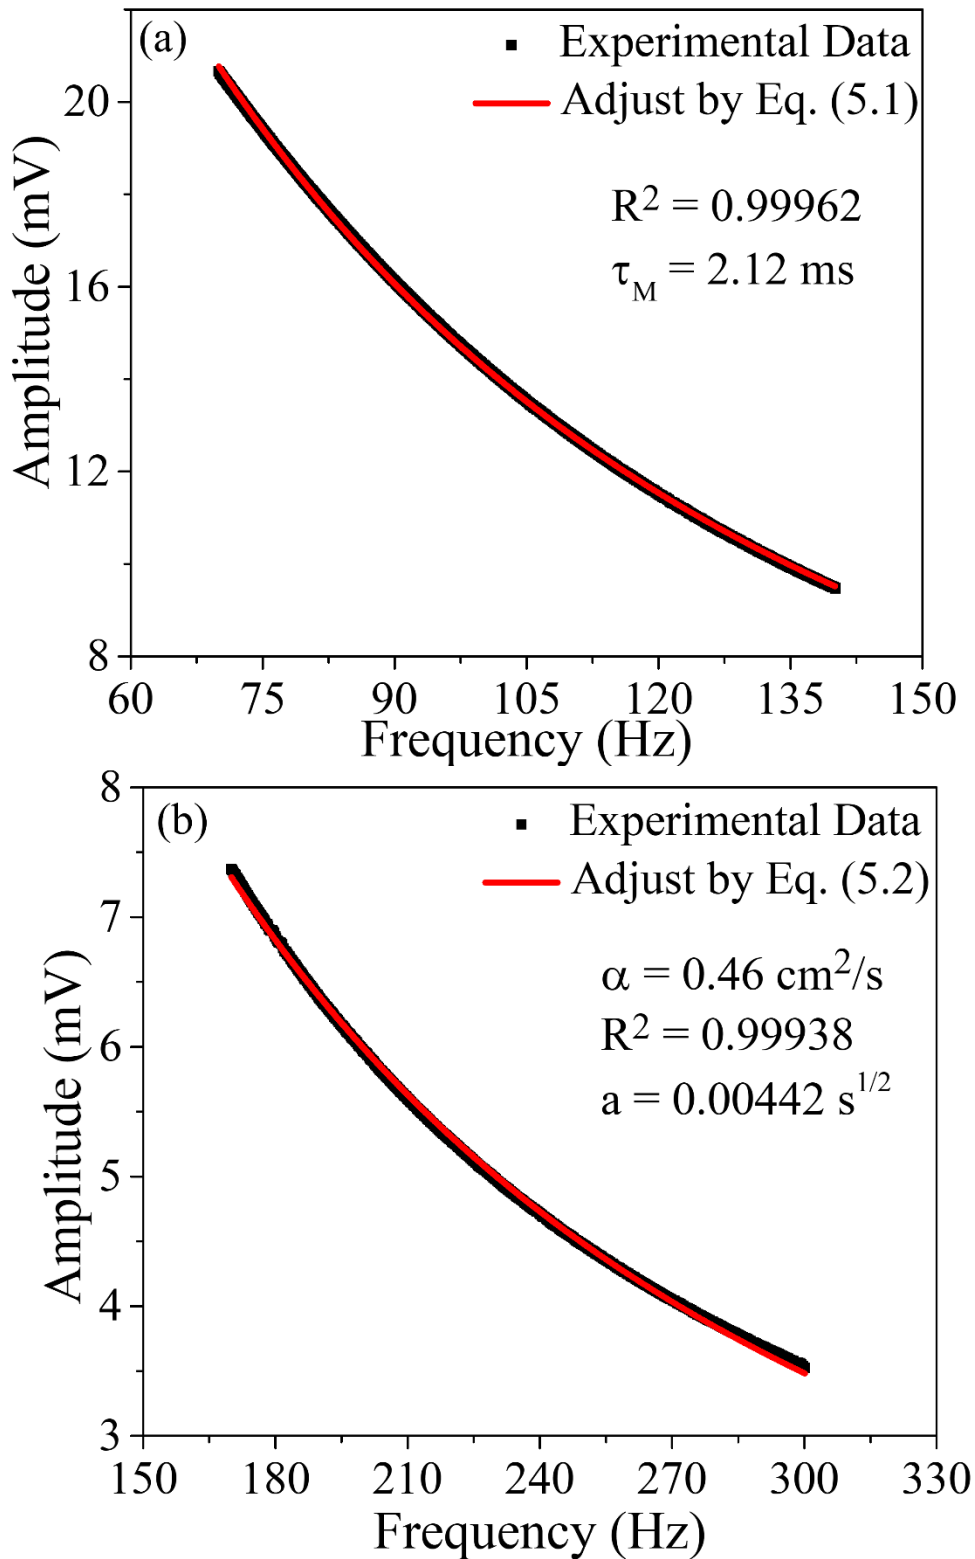 (a)
Experimental Data
Adjust by Eq. (5.1)
R² = 0.99962
τ_M = 2.12 ms
Amplitude (mV)
20
16
12
8
60 75 90 105 120 135 150
Frequency (Hz)
(b)
Experimental Data
Adjust by Eq. (5.2)
α = 0.46 cm²/s
R² = 0.99938
a = 0.00442 s^1/2
Amplitude (mV)
8
7
6
5
4
3
150 180 210 240 270 300 330
Frequency (Hz)